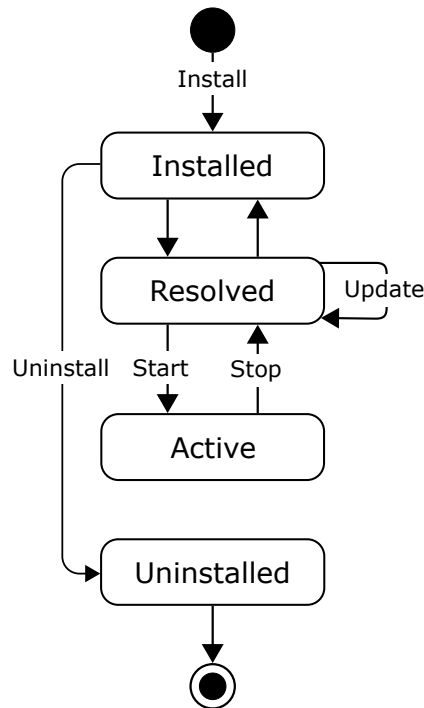 Install
Installed
Resolved
Update
Uninstall
Start
Stop
Active
Uninstalled